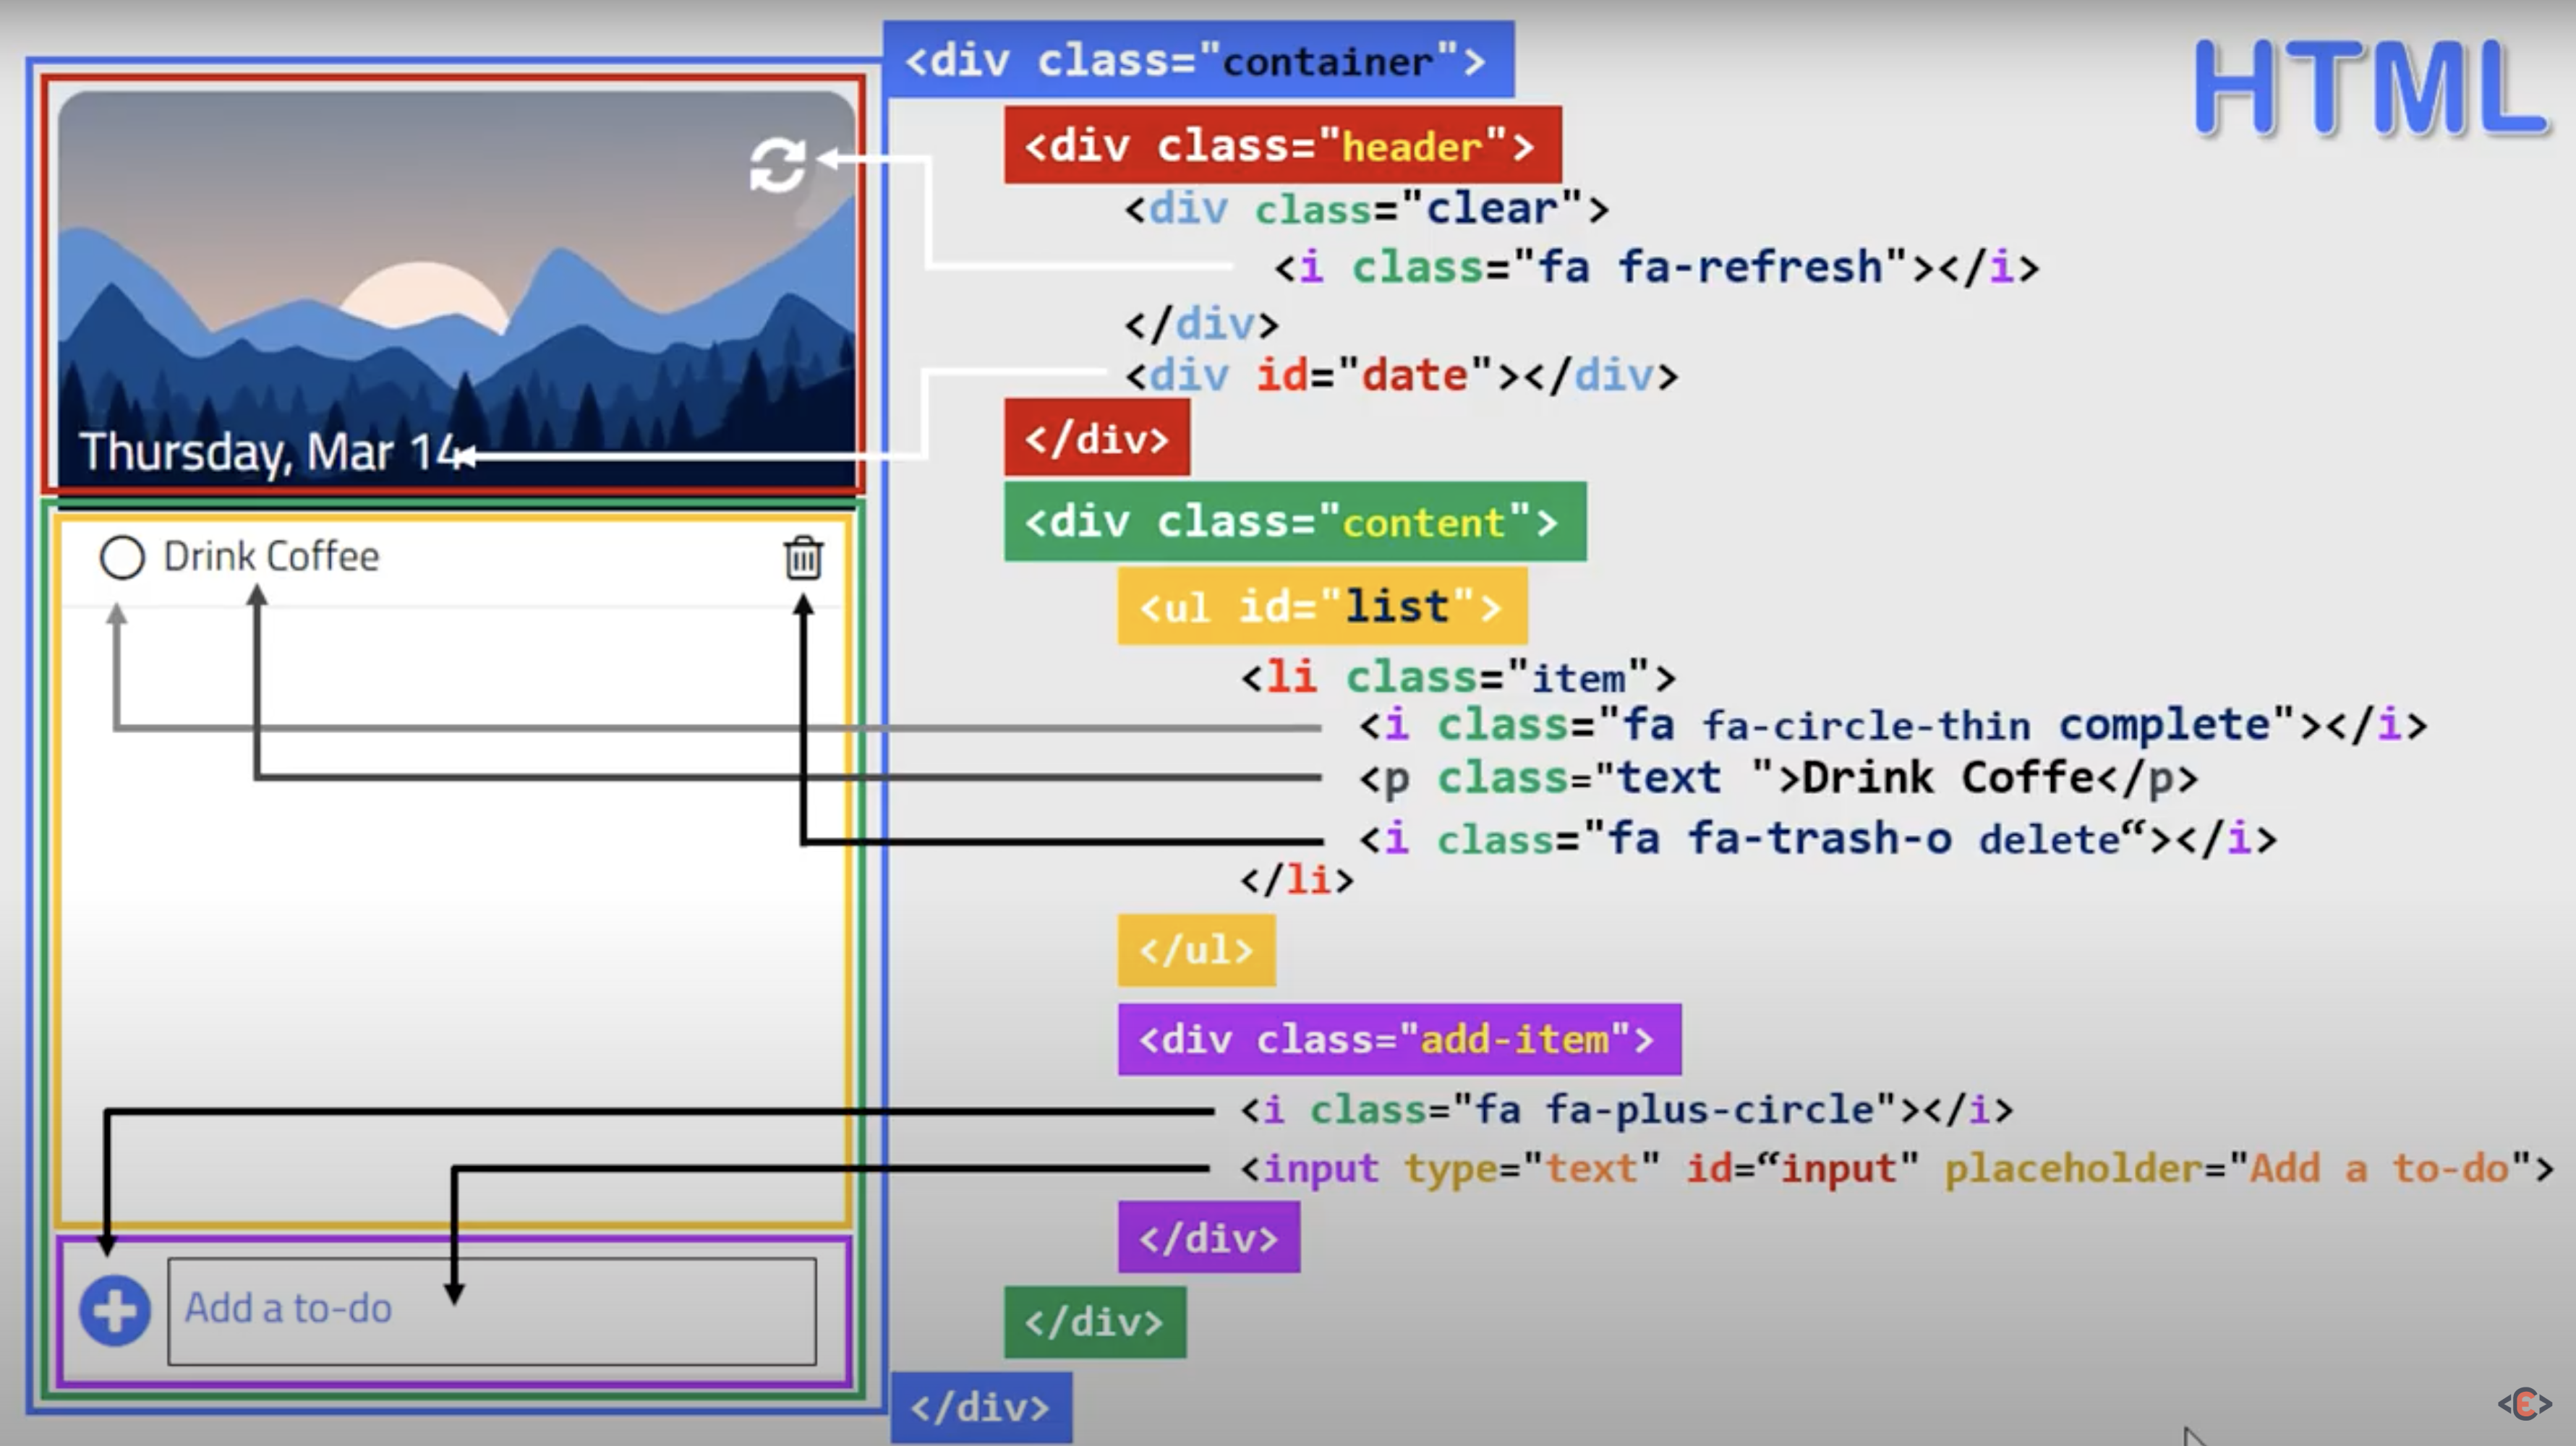 HTML
<div class="container">
<div class="header">
<div class="clear">
<i class="fa fa-refresh"></i>
</div>
<div id="date"></div>
</div>
<div class="content">
<ul id="list">
<li class="item">
<i class="fa fa-circle-thin complete"></i>
<p class="text ">Drink Coffe</p>
<i class="fa fa-trash-o delete“></i>
</li>
</ul>
<div class="add-item">
<i class="fa fa-plus-circle"></i>
<input type="text" id=“input" placeholder="Add a to-do">
</div>
</div>
</div>
Thursday, Mar 14
Drink Coffee
Add a to-do
<E>